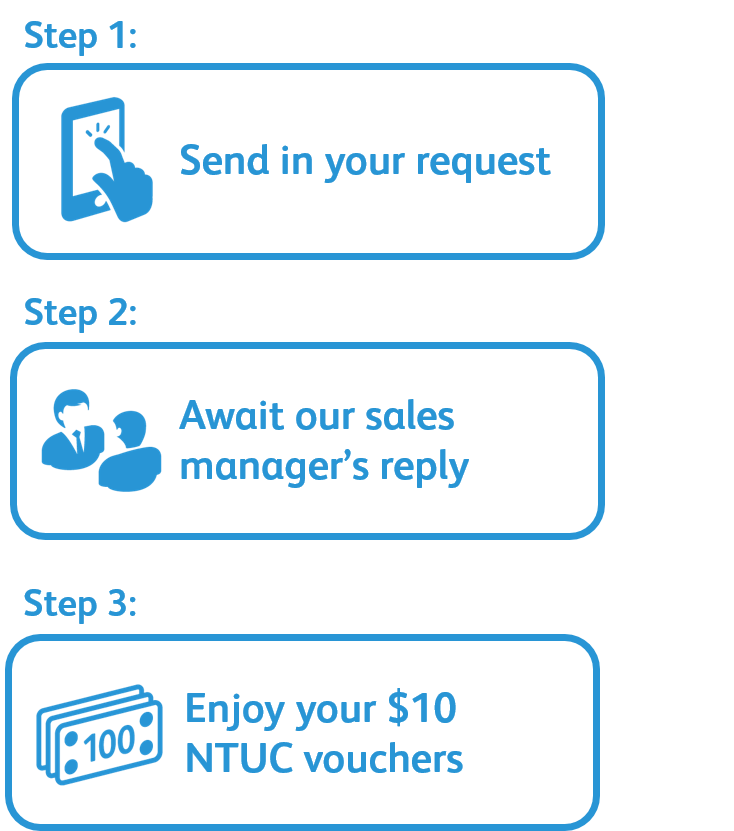 Step 1:
Send in your request
Step 2:
Await our sales
manager’s reply
Step 3:
100
Enjoy your $10
NTUC vouchers